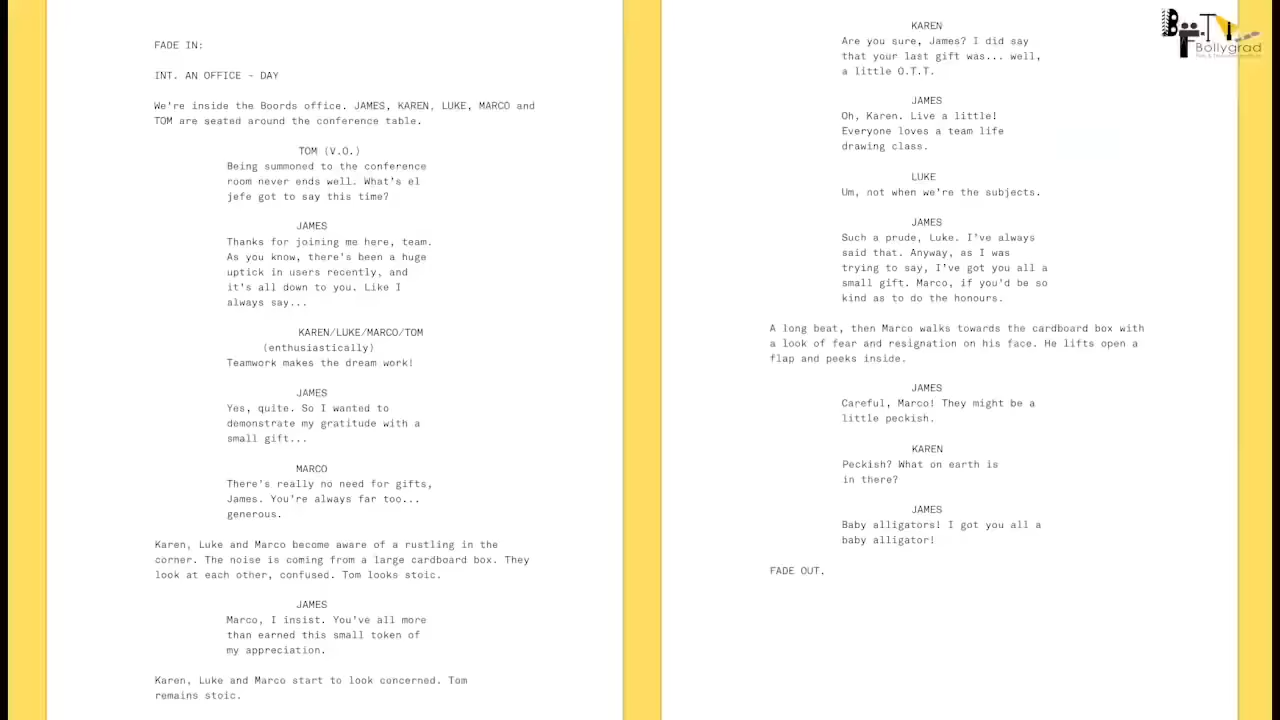 FADE IN:
INT. AN OFFICE - DAY
We're inside the Boords office. JAMES, KAREN, LUKE, MARCO and
TOM are seated around the conference table.
TOM (V.O.)
Being summoned to the conference
room never ends well. What's el
jefe got to say this time?
JAMES
Thanks for joining me here, team.
As you know, there's been a huge
uptick in users recently, and
it's all down to you. Like I
always say...
KAREN/LUKE/MARCO/TOM
(enthusiastically)
Teamwork makes the dream work!
JAMES
Yes, quite. So I wanted to
demonstrate my gratitude with a
small gift...
MARCO
There's really no need for gifts,
James. You're always far too...
generous.
Karen, Luke and Marco become aware of a rustling in the
corner. The noise is coming from a large cardboard box. They
look at each other, confused. Tom looks stoic.
JAMES
Marco, I insist. You've all more
than earned this small token of
my appreciation.
Karen, Luke and Marco start to look concerned. Tom
remains stoic.
KAREN
Are you sure, James? I did say
that your last gift was... well,
a little O.T.T.
JAMES
Oh, Karen. Live a little!
Everyone loves a team life
drawing class.
LUKE
Um, not when we're the subjects.
JAMES
Such a prude, Luke. I've always
said that. Anyway, as I was
trying to say, I've got you all a
small gift. Marco, if you'd be so
kind as to do the honours.
A long beat, then Marco walks towards the cardboard box with
a look of fear and resignation on his face. He lifts open a
flap and peeks inside.
JAMES
Careful, Marco! They might be a
little peckish.
KAREN
Peckish? What on earth is
in there?
JAMES
Baby alligators! I got you all a
baby alligator!
FADE OUT.
Bollygrad